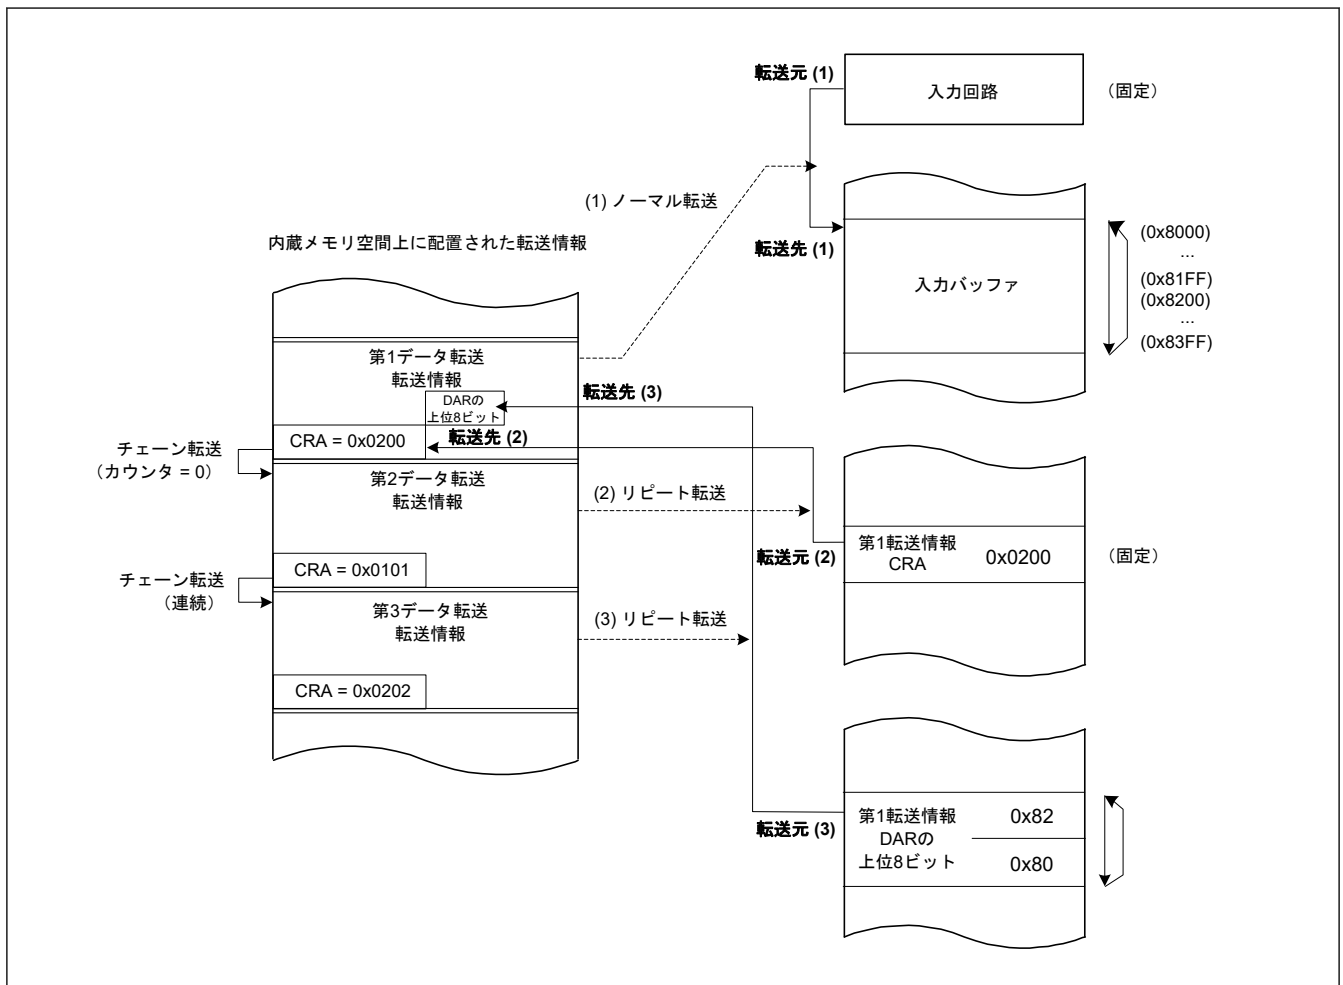 転送元 (1)
入力回路
（固定）
(1) ノーマル転送
内蔵メモリ空間上に配置された転送情報
転送先 (1)
入力バッファ
(0x8000)
...
(0x81FF)
(0x8200)
...
(0x83FF)
第1データ転送
転送情報
DARの
上位8ビット
転送先 (3)
CRA = 0x0200
転送先 (2)
チェーン転送
（カウンタ = 0）
第2データ転送
転送情報
(2) リピート転送
CRA = 0x0101
転送元 (2)
第1転送情報
CRA
0x0200
（固定）
チェーン転送
（連続）
第3データ転送
転送情報
(3) リピート転送
CRA = 0x0202
転送元 (3)
第1転送情報
DARの
上位8ビット
0x82
0x80